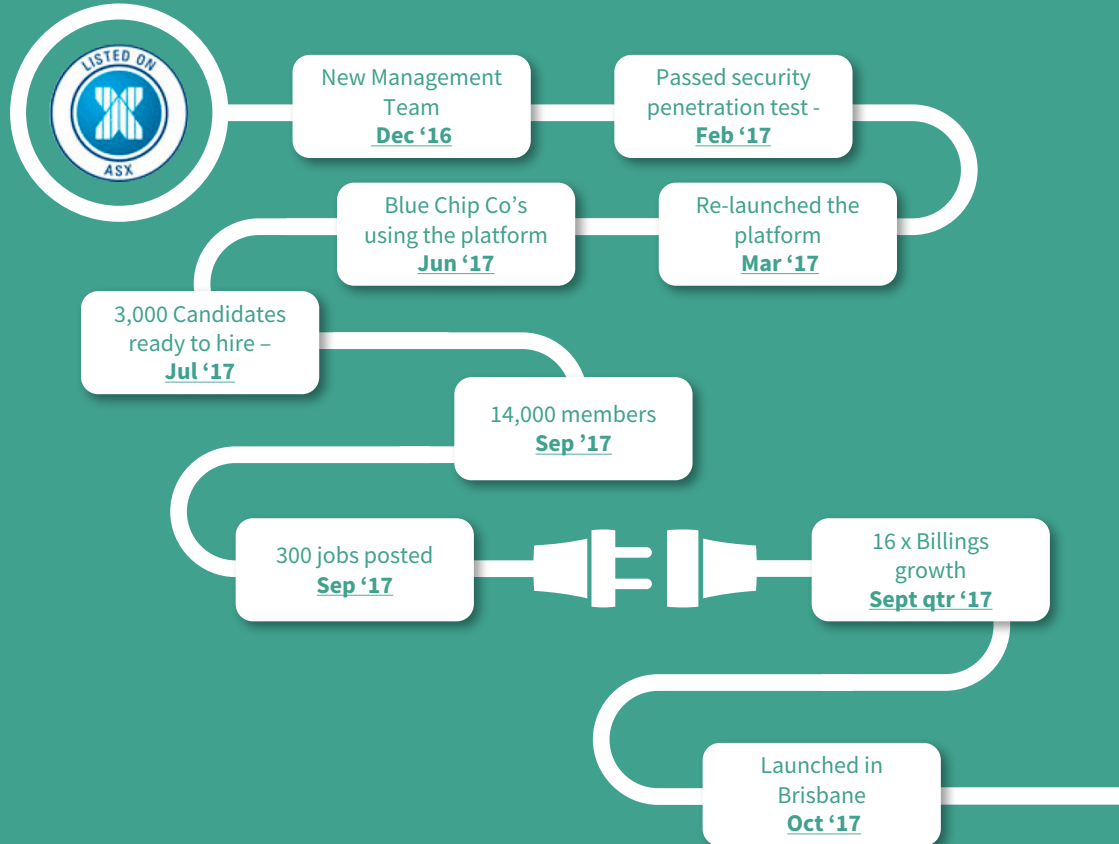 LISTED ON
ASX
New Management
Team
Dec ‘16
Passed security
penetration test -
Feb ‘17
Re-launched the
platform
Mar ‘17
Blue Chip Co’s
using the platform
Jun ‘17
3,000 Candidates
ready to hire –
Jul ‘17
14,000 members
Sep ’17
300 jobs posted
Sep ‘17
16 x Billings
growth
Sept qtr ‘17
Launched in
Brisbane
Oct ‘17